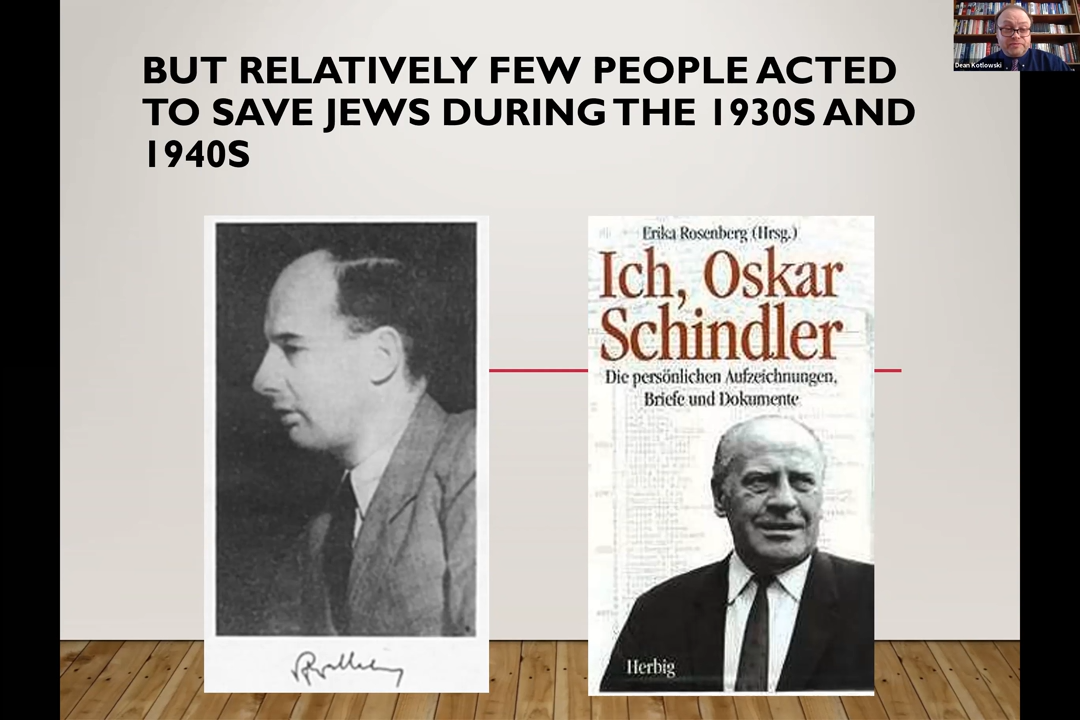 BUT RELATIVELY FEW PEOPLE ACTED
TO SAVE JEWS DURING THE 1930S AND
1940S
Erika Rosenberg (Hrsg.)
Ich, Oskar
Schindler
Die persönlichen Aufzeichnungen,
Briefe und Dokumente
Herbig
Dean Kotlowski